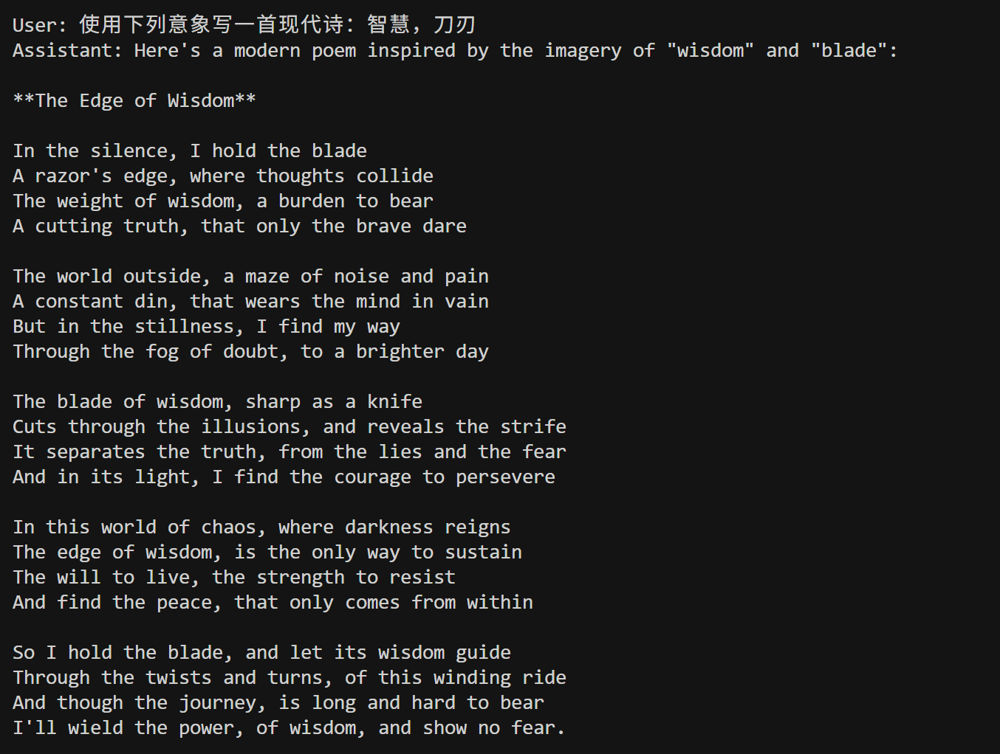 User: 使用下列意象写一首现代诗：智慧，刀刃
Assistant: Here's a modern poem inspired by the imagery of "wisdom" and "blade":
**The Edge of Wisdom**
In the silence, I hold the blade
A razor's edge, where thoughts collide
The weight of wisdom, a burden to bear
A cutting truth, that only the brave dare
The world outside, a maze of noise and pain
A constant din, that wears the mind in vain
But in the stillness, I find my way
Through the fog of doubt, to a brighter day
The blade of wisdom, sharp as a knife
Cuts through the illusions, and reveals the strife
It separates the truth, from the lies and the fear
And in its light, I find the courage to persevere
In this world of chaos, where darkness reigns
The edge of wisdom, is the only way to sustain
The will to live, the strength to resist
And find the peace, that only comes from within
So I hold the blade, and let its wisdom guide
Through the twists and turns, of this winding ride
And though the journey, is long and hard to bear
I'll wield the power, of wisdom, and show no fear.